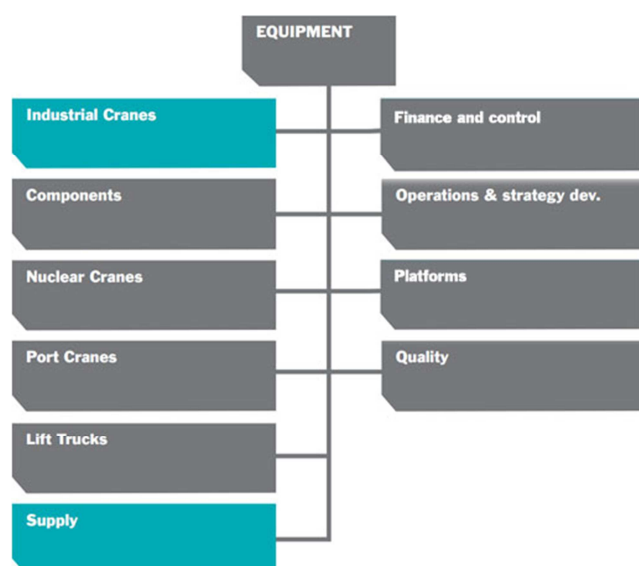 EQUIPMENT
Industrial Cranes
Finance and control
Components
Operations & strategy dev.
Nuclear Cranes
Platforms
Port Cranes
Quality
Lift Trucks
Supply